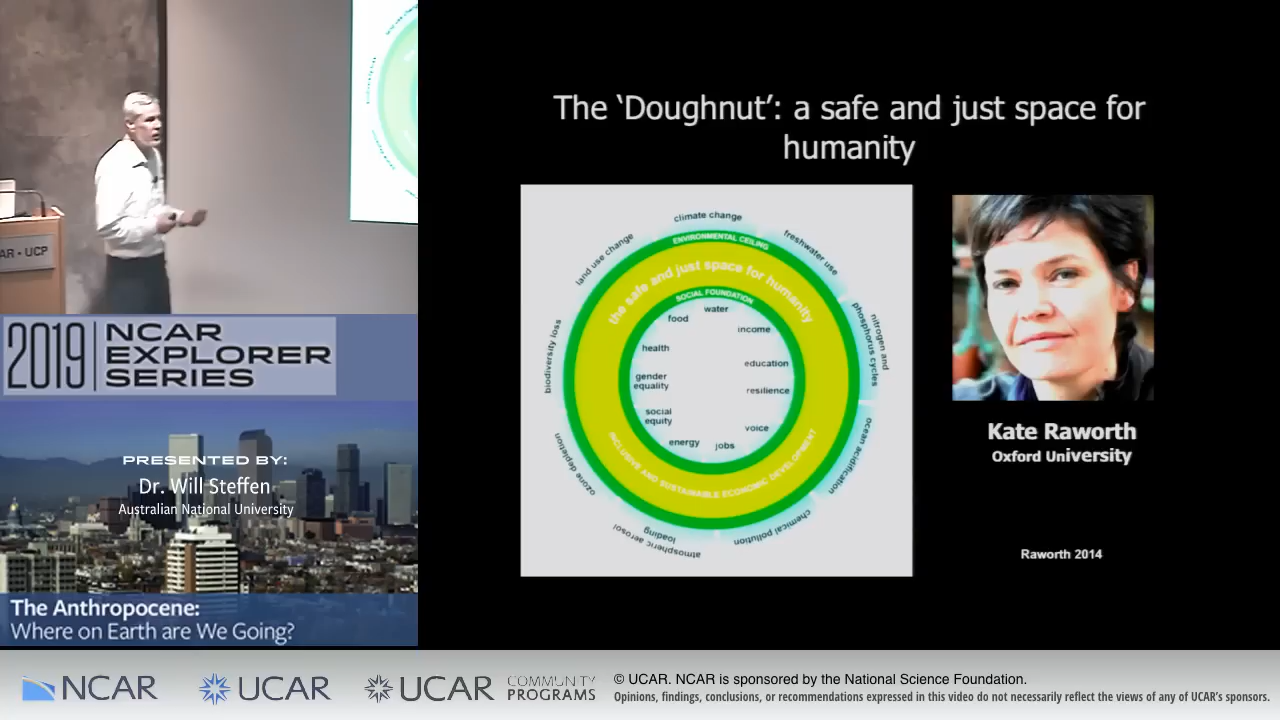 AR • UCP
2019
NCAR
EXPLORER
SERIES
PRESENTED BY:
Dr. Will Steffen
Australian National University
The Anthropocene:
Where on Earth are We Going?
The ‘Doughnut’: a safe and just space for
humanity
climate change
freshwater use
nitrogen and
phosphorus cycles
ocean acidification
chemical pollution
atmospheric aerosol
loading
ozone depletion
biodiversity loss
land use change
ENVIRONMENTAL CEILING
the safe and just space for humanity
SOCIAL FOUNDATION
water
food
income
health
education
gender
equality
resilience
social
equity
voice
energy
jobs
INCLUSIVE AND SUSTAINABLE ECONOMIC DEVELOPMENT
Kate Raworth
Oxford University
Raworth 2014
NCAR
UCAR
UCAR
COMMUNITY
PROGRAMS
© UCAR. NCAR is sponsored by the National Science Foundation.
Opinions, findings, conclusions, or recommendations expressed in this video do not necessarily reflect the views of any of UCAR's sponsors.